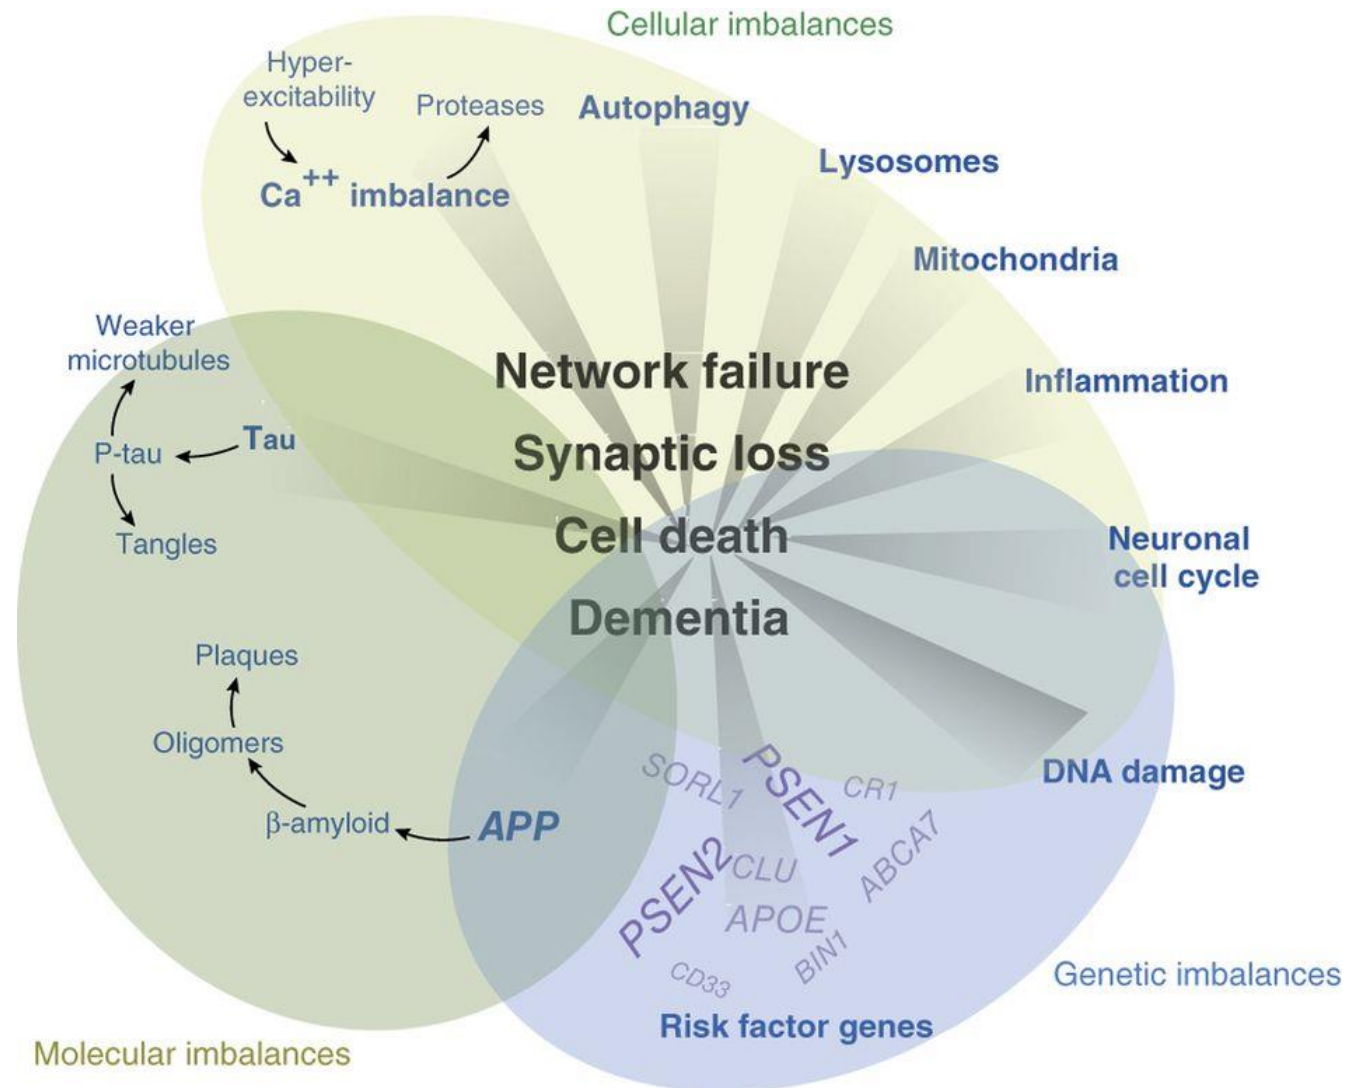 Cellular imbalances
Hyper-
excitability
Proteases
Autophagy
Ca++ imbalance
Lysosomes
Mitochondria
Weaker
microtubules
Network failure
Inflammation
P-tau
Tau
Synaptic loss
Tangles
Cell death
Neuronal
cell cycle
Dementia
Plaques
Oligomers
β-amyloid
APP
SORL1
PSEN1
CR1
DNA damage
PSEN2
CLU
ABCA7
APOE
BIN1
CD33
Genetic imbalances
Risk factor genes
Molecular imbalances